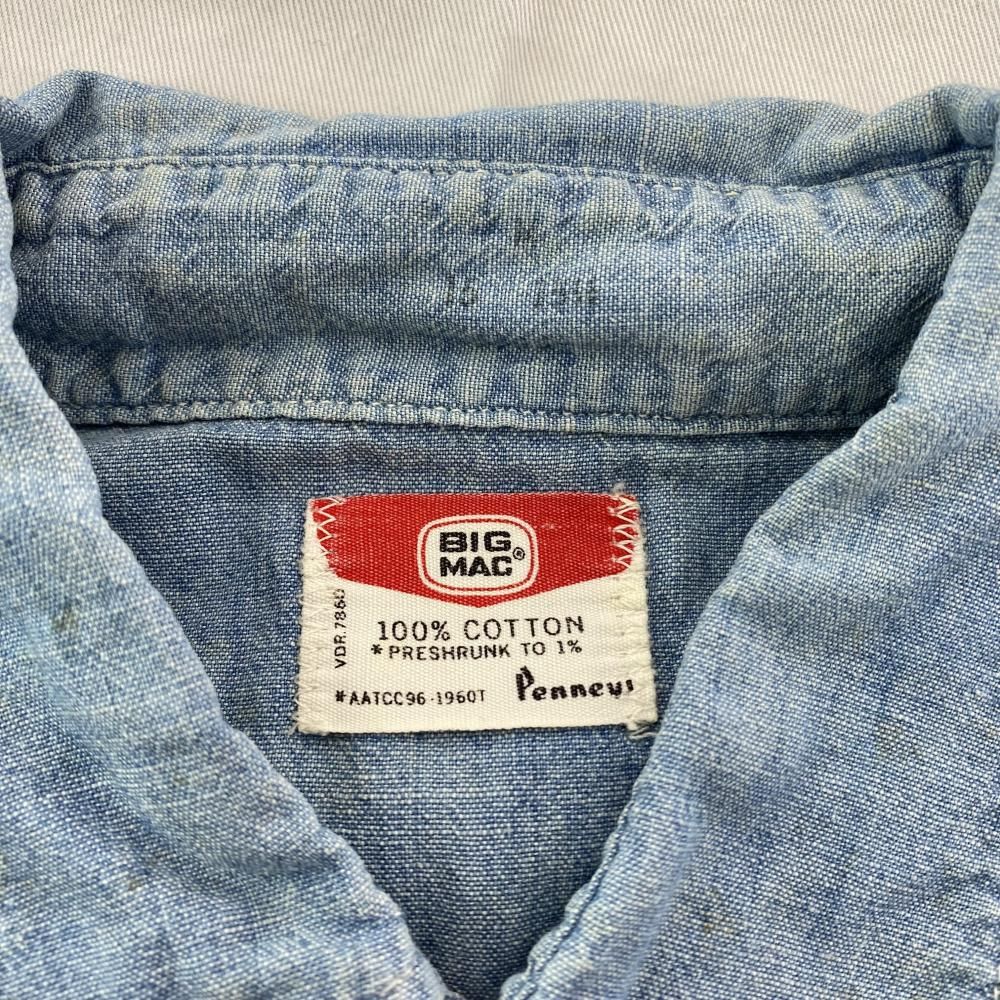 BIG
MAC®
VDR.7860
100% COTTON
*PRESHRUNK TO 1%
*AATCC96-1960T
Penneys